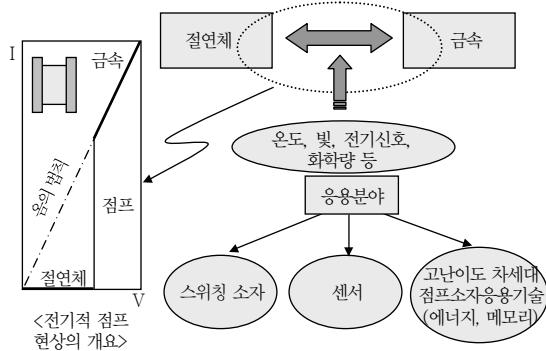 I
금속
옴의 법칙
점프
절연체
V
<전기적 점프
현상의 개요>
절연체
금속
온도, 빛, 전기신호,
화학량 등
응용분야
스위칭 소자
센서
고난이도 차세대
점프소자응용기술
(에너지, 메모리)